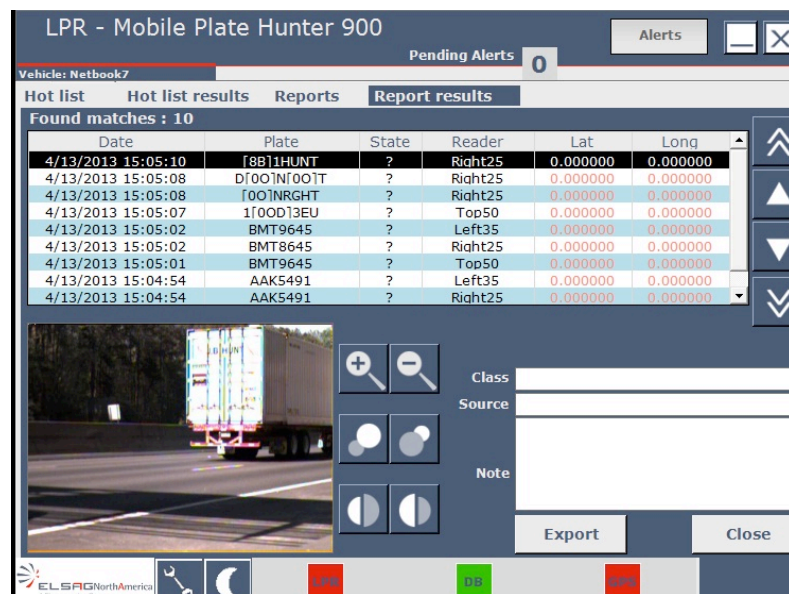 LPR - Mobile Plate Hunter 900
Alerts
Pending Alerts 0
Vehicle: Netbook7
Hot list Hot list results Reports Report results
Found matches : 10
Date Plate State Reader Lat Long
4/13/2013 15:05:10 [8B]1HUNT ? Right25 0.000000 0.000000
4/13/2013 15:05:08 D[0O]N[0O]T ? Right25 0.000000 0.000000
4/13/2013 15:05:08 [0O]NRGHT ? Right25 0.000000 0.000000
4/13/2013 15:05:07 1[0OD]3EU ? Top50 0.000000 0.000000
4/13/2013 15:05:02 BMT9645 ? Left35 0.000000 0.000000
4/13/2013 15:05:02 BMT8645 ? Right25 0.000000 0.000000
4/13/2013 15:05:01 BMT9645 ? Top50 0.000000 0.000000
4/13/2013 15:04:54 AAK5491 ? Left35 0.000000 0.000000
4/13/2013 15:04:54 AAK5491 ? Right25 0.000000 0.000000
J.B. HUNT
Class
Source
Note
Export Close
ELSAG NorthAmerica
LPR DB GPS